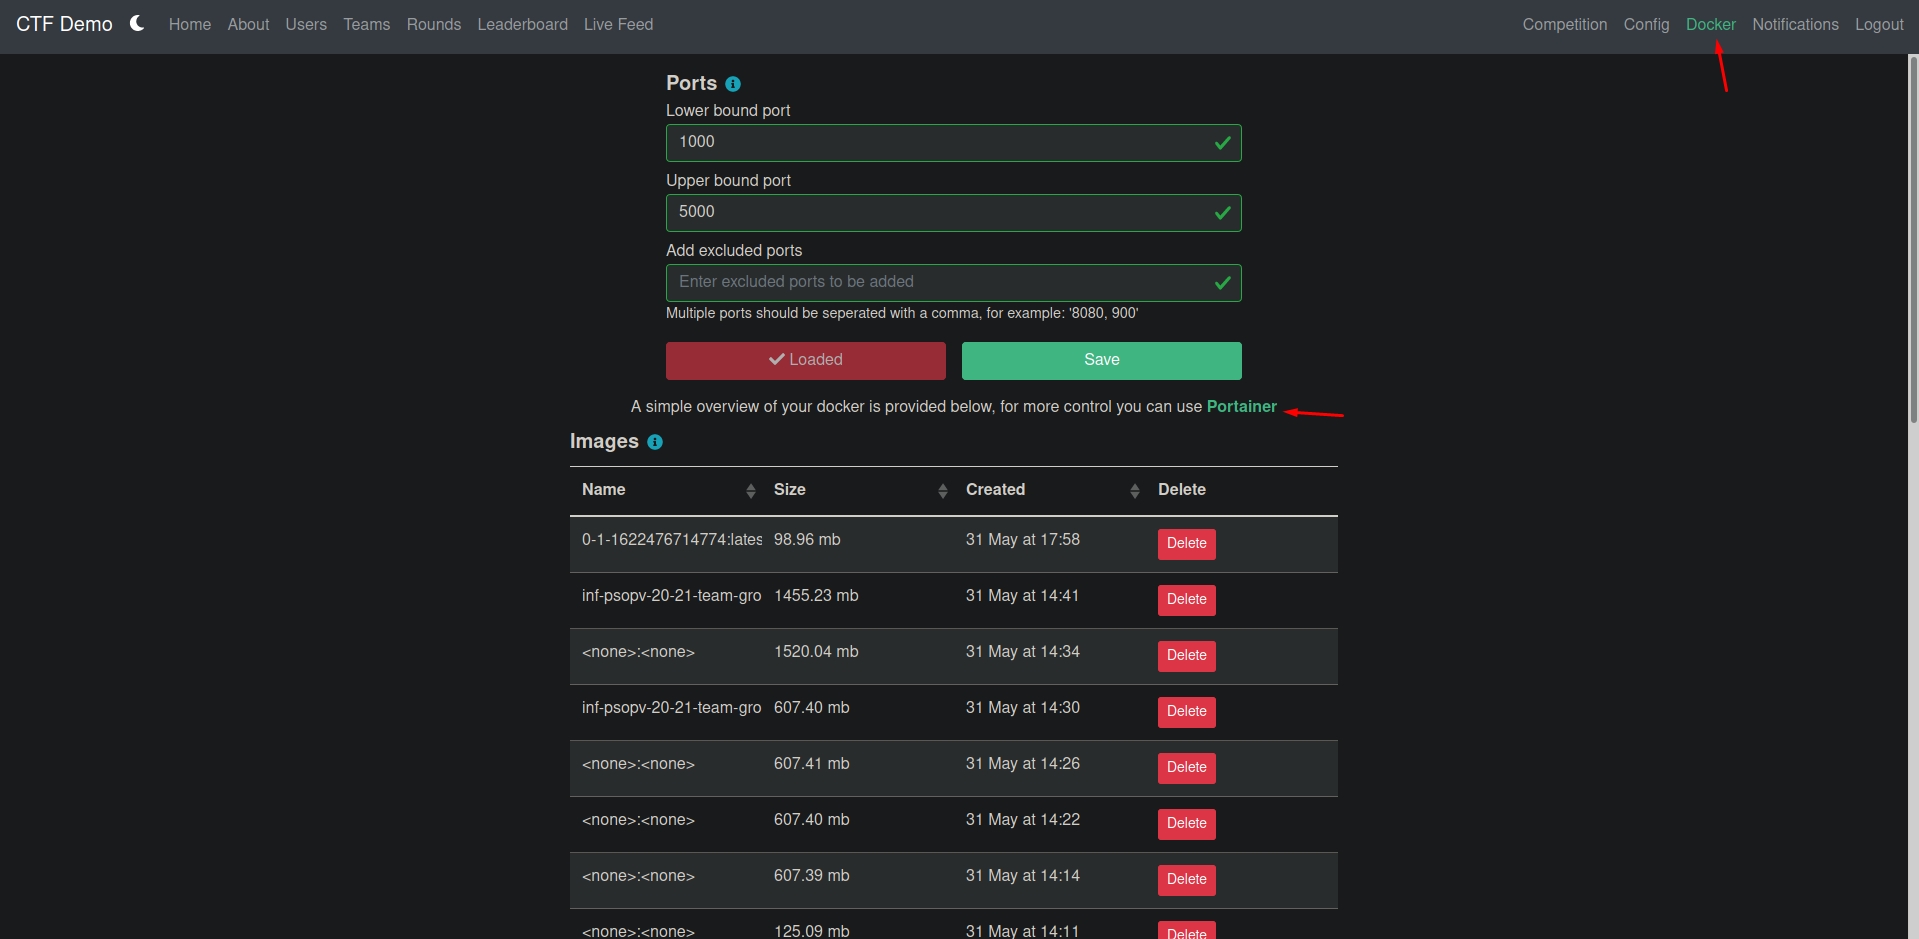 CTF Demo Home About Users Teams Rounds Leaderboard Live Feed Competition Config Docker Notifications Logout
Ports
Lower bound port
1000
Upper bound port
5000
Add excluded ports
Enter excluded ports to be added
Multiple ports should be seperated with a comma, for example: '8080, 900'
Loaded Save
A simple overview of your docker is provided below, for more control you can use Portainer
Images
Name Size Created Delete
0-1-1622476714774:lates 98.96 mb 31 May at 17:58 Delete
inf-psopv-20-21-team-gro 1455.23 mb 31 May at 14:41 Delete
<none>:<none> 1520.04 mb 31 May at 14:34 Delete
inf-psopv-20-21-team-gro 607.40 mb 31 May at 14:30 Delete
<none>:<none> 607.41 mb 31 May at 14:26 Delete
<none>:<none> 607.40 mb 31 May at 14:22 Delete
<none>:<none> 607.39 mb 31 May at 14:14 Delete
<none>:<none> 125.09 mb 31 May at 14:11 Delete